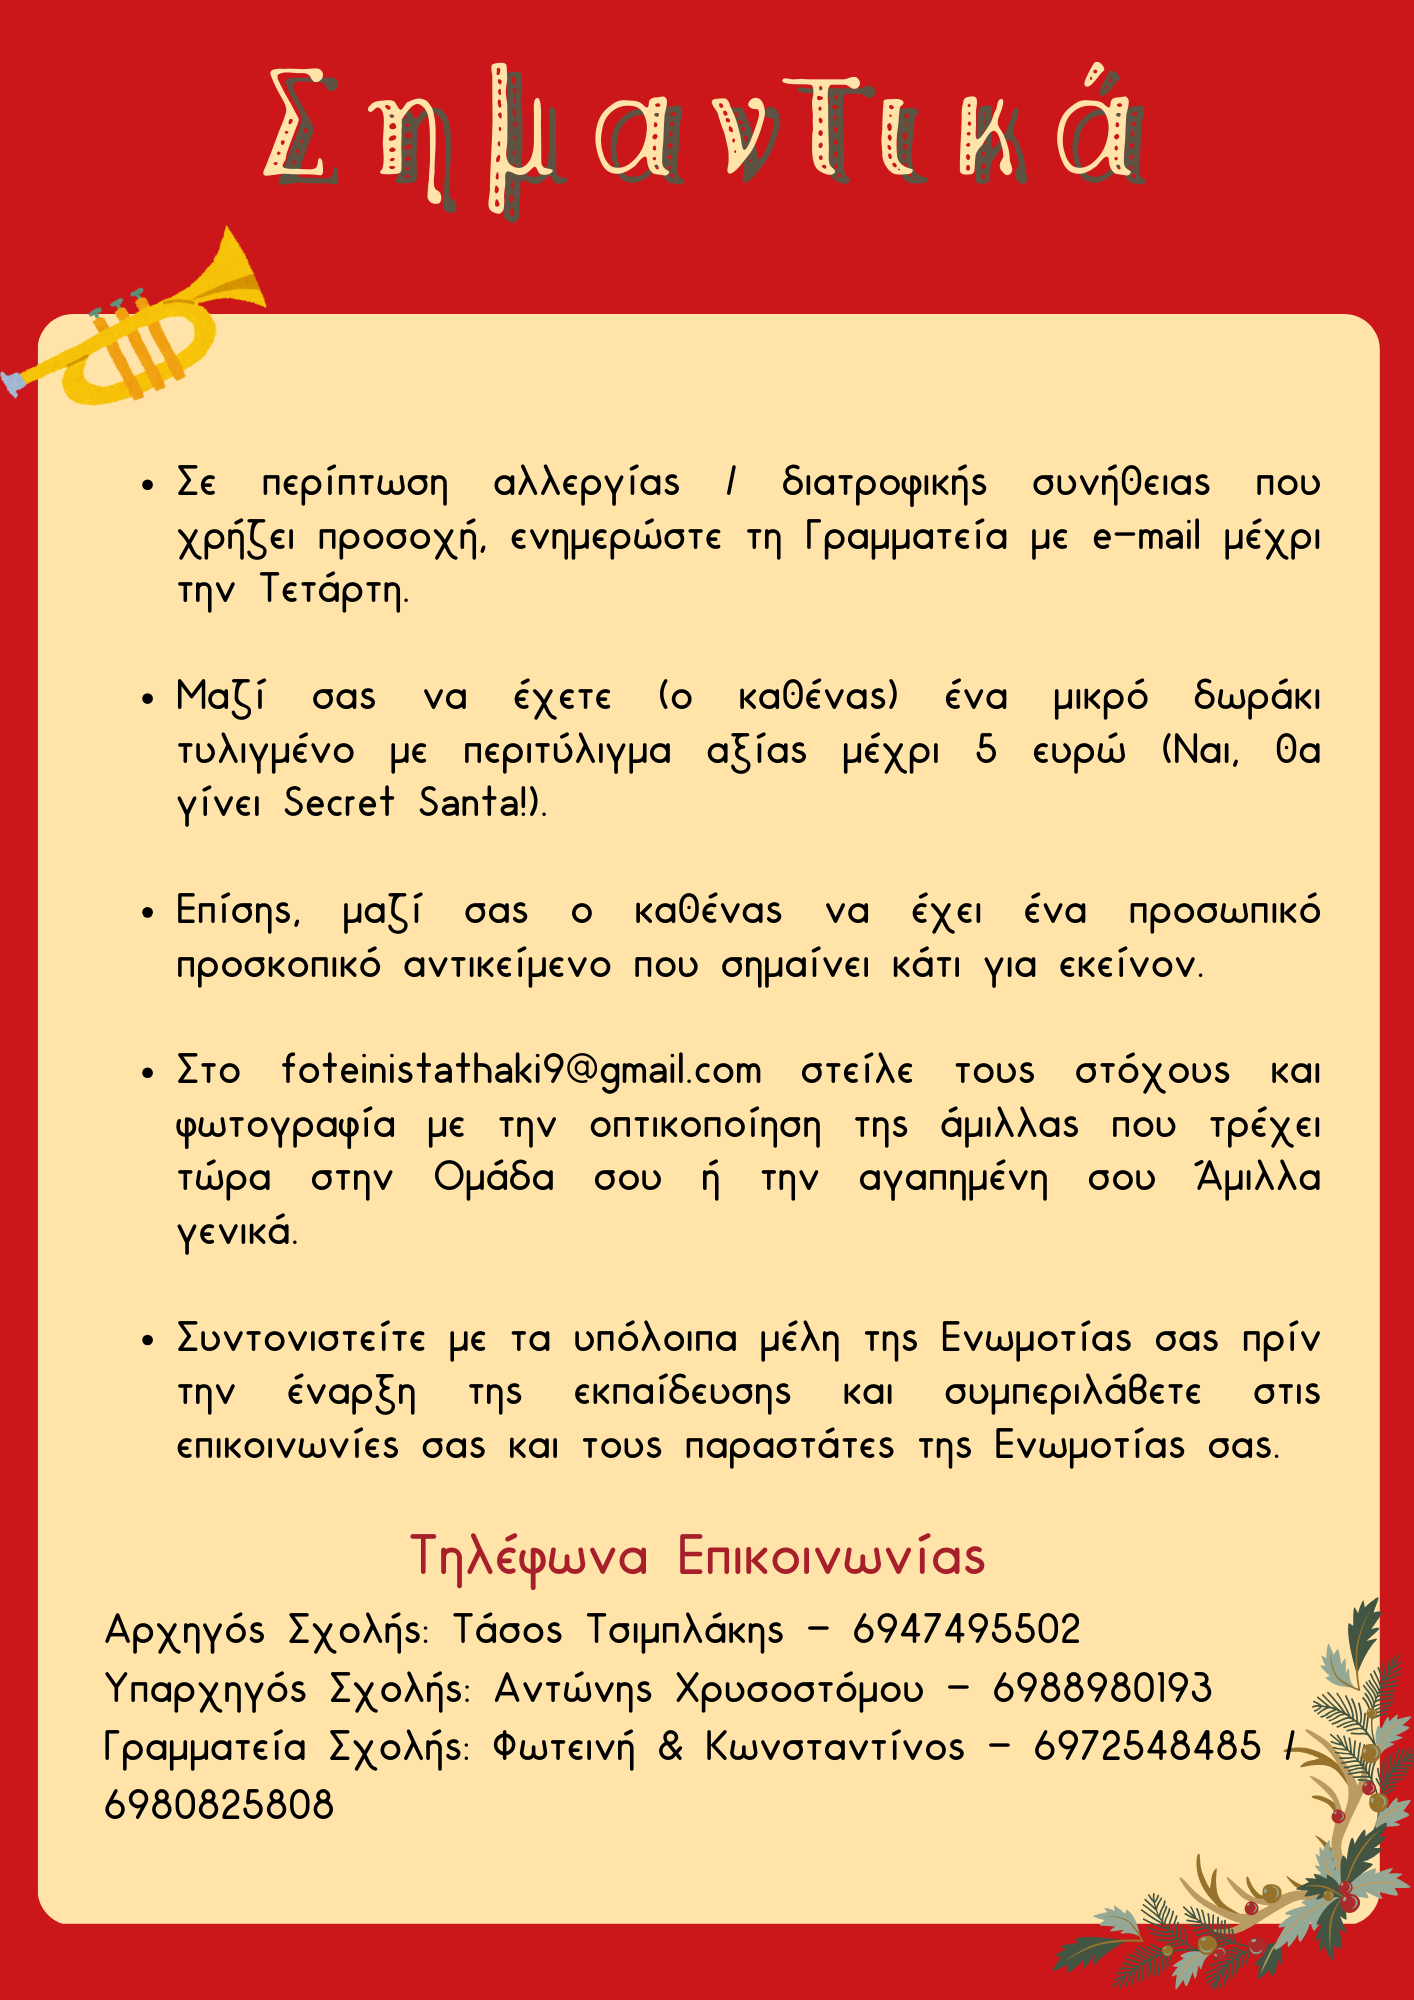 Σημαντικά
• Σε περίπτωση αλλεργίας / διατροφικής συνήθειας που
χρήζει προσοχή, ενημερώστε τη Γραμματεία με e-mail μέχρι
την Τετάρτη.
• Μαζί σας να έχετε (ο καθένας) ένα μικρό δωράκι
τυλιγμένο με περιτύλιγμα αξίας μέχρι 5 ευρώ (Ναι, θα
γίνει Secret Santa!).
• Επίσης, μαζί σας ο καθένας να έχει ένα προσωπικό
προσκοπικό αντικείμενο που σημαίνει κάτι για εκείνον.
• Στο foteinistathaki9@gmail.com στείλε τους στόχους και
φωτογραφία με την οπτικοποίηση της άμιλλας που τρέχει
τώρα στην Ομάδα σου ή την αγαπημένη σου Άμιλλα
γενικά.
• Συντονιστείτε με τα υπόλοιπα μέλη της Ενωμοτίας σας πρίν
την έναρξη της εκπαίδευσης και συμπεριλάβετε στις
επικοινωνίες σας και τους παραστάτες της Ενωμοτίας σας.
Τηλέφωνα Επικοινωνίας
Αρχηγός Σχολής: Τάσος Τσιμπλάκης - 6947495502
Υπαρχηγός Σχολής: Αντώνης Χρυσοστόμου - 6988980193
Γραμματεία Σχολής: Φωτεινή & Κωνσταντίνος - 6972548485 /
6980825808